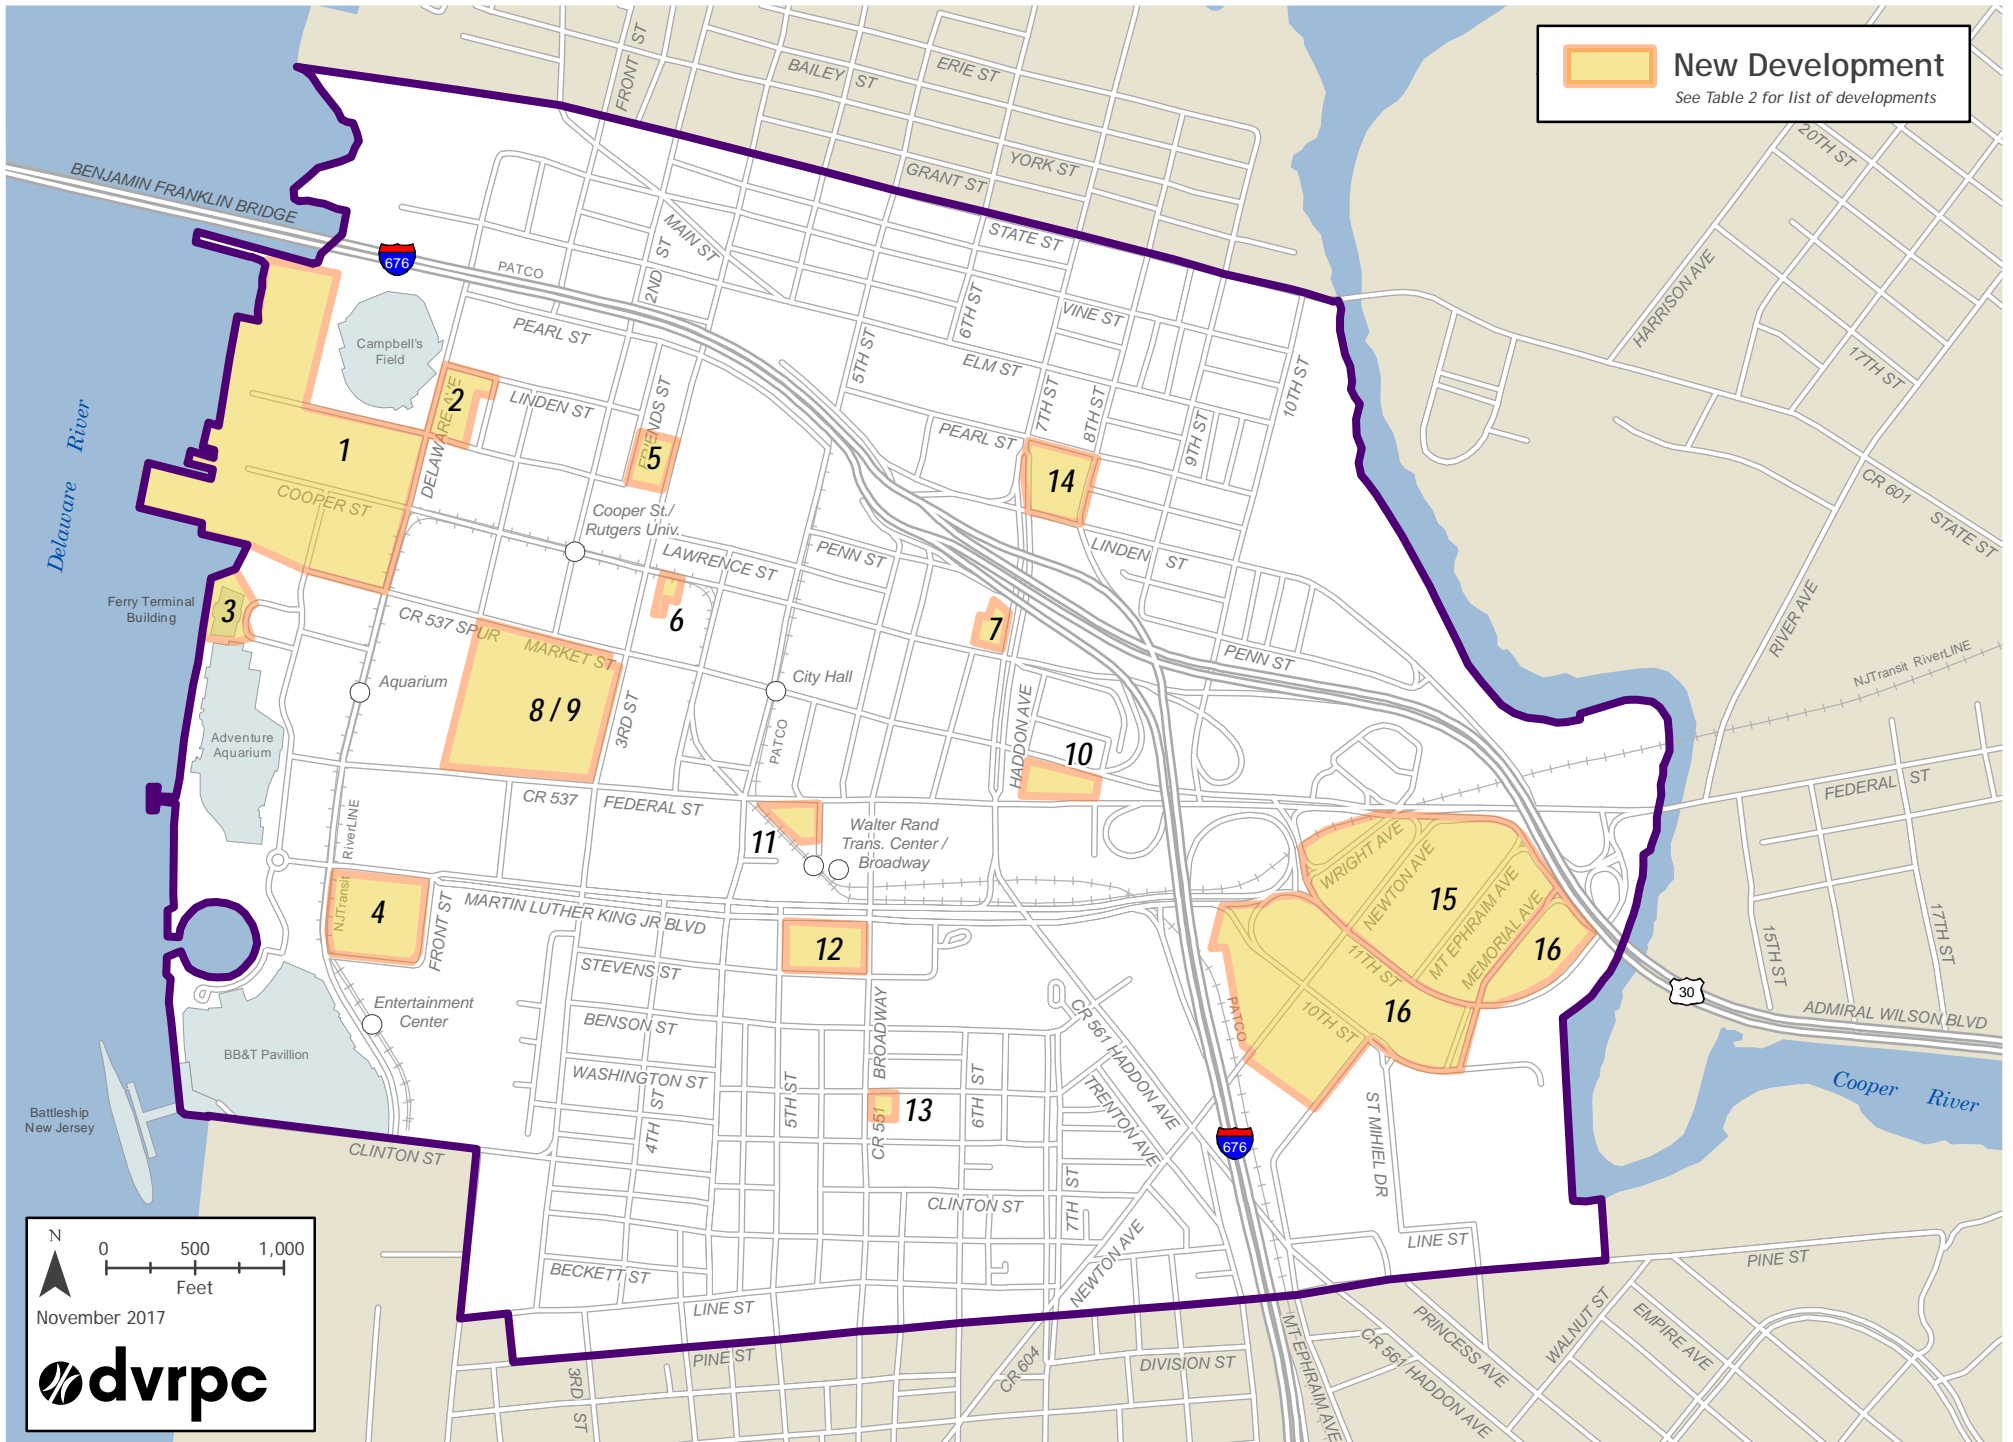 New Development
See Table 2 for list of developments
FRONT ST
BAILEY ST
ERIE ST
20TH ST
BENJAMIN FRANKLIN BRIDGE
GRANT ST
YORK ST
MAIN ST
STATE ST
676
PATCO
2ND ST
HARRISON AVE
6TH ST
VINE ST
PEARL ST
5TH ST
Campbell's
Field
ELM ST
17TH ST
10TH ST
DELAWARE AVE
2
LINDEN ST
FRIENDS ST
7TH ST
8TH ST
Delaware River
1
5
PEARL ST
9TH ST
14
COOPER ST
CR 601
STATE ST
Cooper St./
Rutgers Univ.
LAWRENCE ST
PENN ST
LINDEN ST
Ferry Terminal
Building
3
CR 537 SPUR
MARKET ST
6
7
RIVER AVE
PENN ST
NJTransit RiverLINE
Aquarium
City Hall
8 / 9
3RD ST
PATCO
HADDON AVE
Adventure
Aquarium
10
CR 537
FEDERAL ST
FEDERAL ST
11
Walter Rand
Trans. Center /
Broadway
NJTransit RiverLINE
WRIGHT AVE
NEWTON AVE
15
MT EPHRAIM AVE
MEMORIAL AVE
4
FRONT ST
MARTIN LUTHER KING JR BLVD
12
16
15TH ST
17TH ST
STEVENS ST
11TH ST
30
Entertainment
Center
BENSON ST
BROADWAY
CR 561 HADDON AVE
PATCO
10TH ST
16
ADMIRAL WILSON BLVD
BB&T Pavillion
WASHINGTON ST
5TH ST
6TH ST
TRENTON AVE
Cooper River
Battleship
New Jersey
4TH ST
CR 551
13
676
ST MIHIEL DR
CLINTON ST
CLINTON ST
7TH ST
NEWTON AVE
LINE ST
PINE ST
N
0 500 1,000
Feet
November 2017
dvrpc
BECKETT ST
LINE ST
PINE ST
3RD ST
CR 604
DIVISION ST
MT EPHRAIM AVE
CR 561 HADDON AVE
PRINCESS AVE
WALNUT ST
EMPIRE AVE